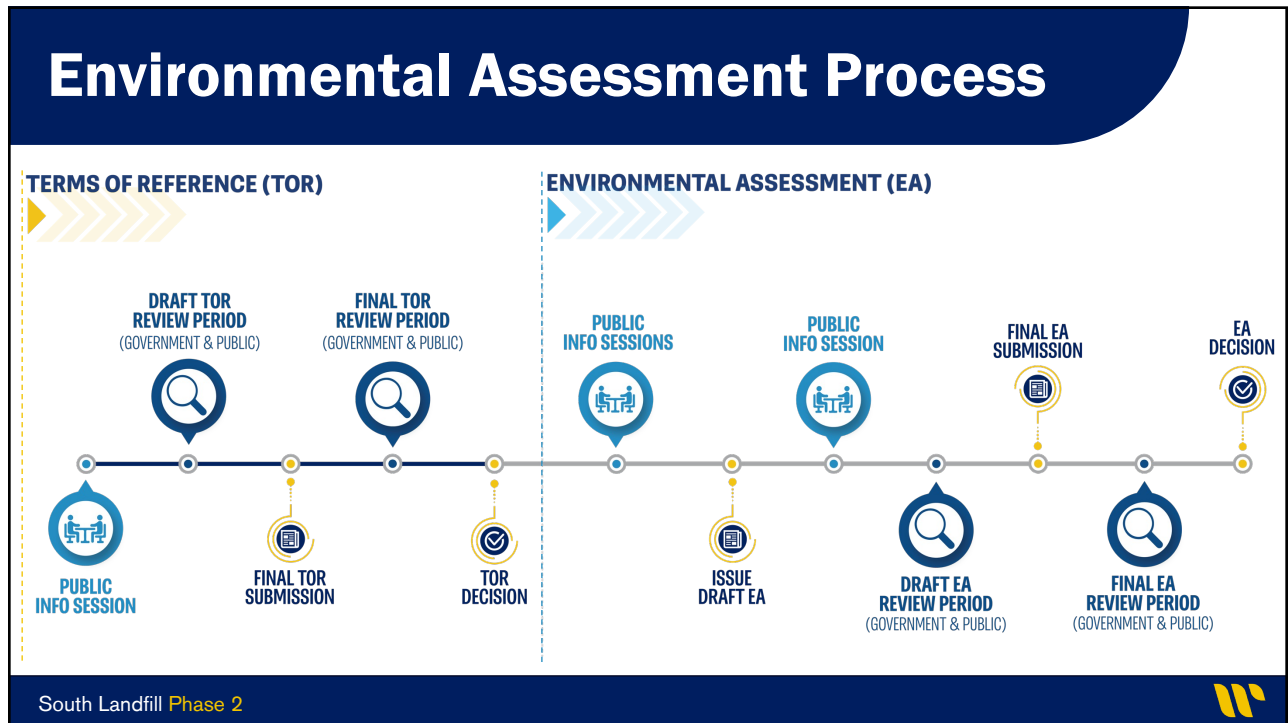 Environmental Assessment Process
TERMS OF REFERENCE (TOR)
ENVIRONMENTAL ASSESSMENT (EA)
PUBLIC
INFO SESSION
DRAFT TOR
REVIEW PERIOD
(GOVERNMENT & PUBLIC)
FINAL TOR
SUBMISSION
FINAL TOR
REVIEW PERIOD
(GOVERNMENT & PUBLIC)
TOR
DECISION
PUBLIC
INFO SESSIONS
ISSUE
DRAFT EA
PUBLIC
INFO SESSION
DRAFT EA
REVIEW PERIOD
(GOVERNMENT & PUBLIC)
FINAL EA
SUBMISSION
FINAL EA
REVIEW PERIOD
(GOVERNMENT & PUBLIC)
EA
DECISION
South Landfill Phase 2